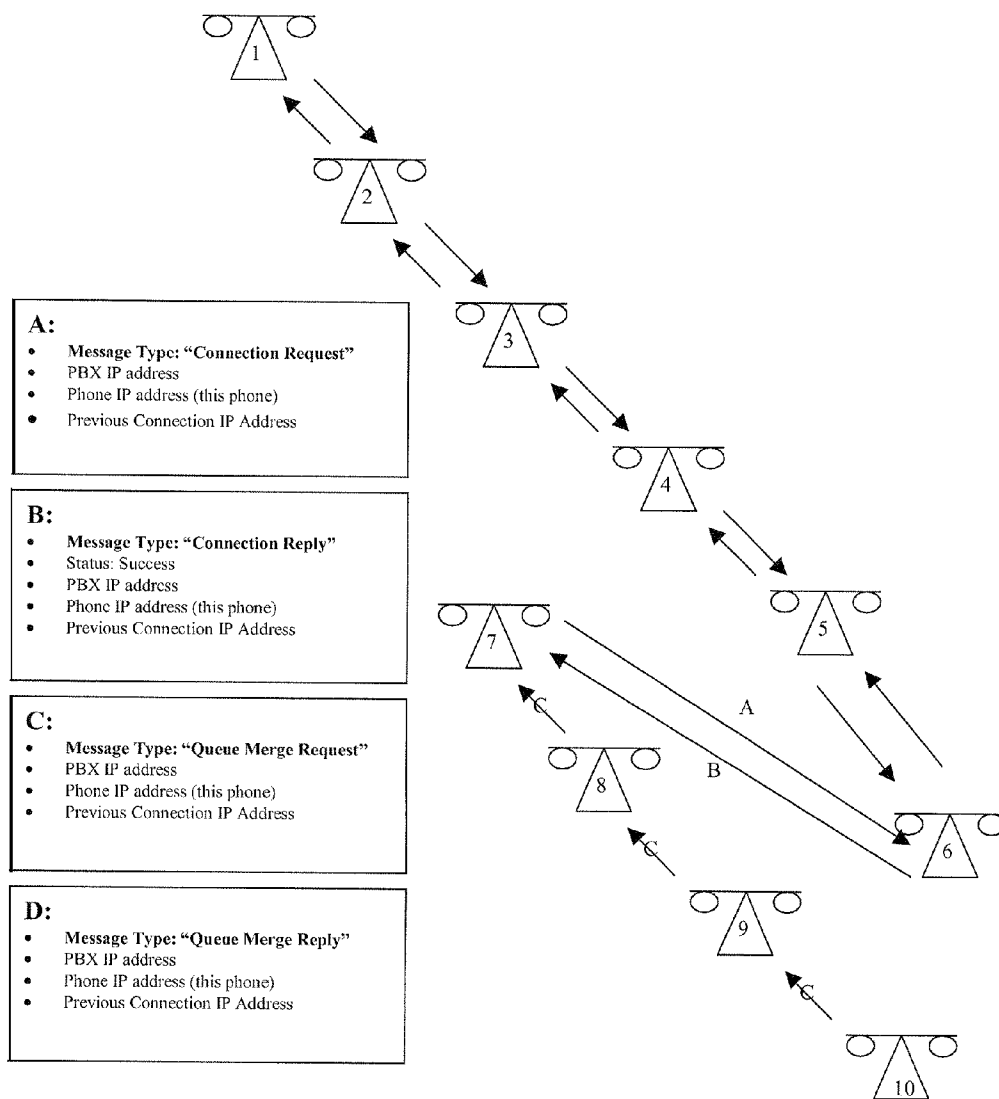 1
2
3
A:
• Message Type: “Connection Request”
• PBX IP address
• Phone IP address (this phone)
• Previous Connection IP Address
4
B:
• Message Type: “Connection Reply”
• Status: Success
• PBX IP address
• Phone IP address (this phone)
• Previous Connection IP Address
5
7
A
B
C
C:
• Message Type: “Queue Merge Request”
• PBX IP address
• Phone IP address (this phone)
• Previous Connection IP Address
8
6
C
D:
• Message Type: “Queue Merge Reply”
• PBX IP address
• Phone IP address (this phone)
• Previous Connection IP Address
9
C
10